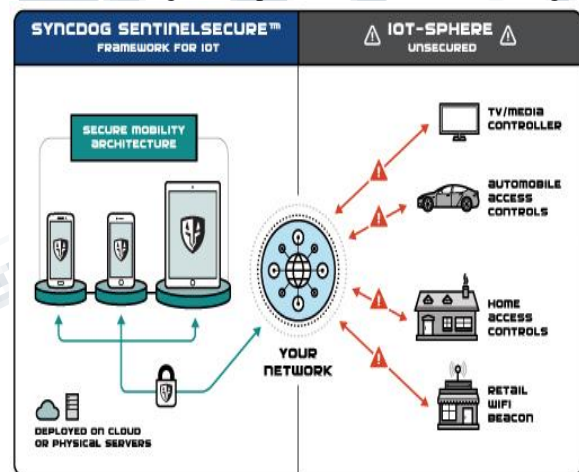 SYNCDOG SENTINELSECURE™
FRAMEWORK FOR IOT
IOT-SPHERE
UNSECURED
SECURE MOBILITY
ARCHITECTURE
TV/MEDIA
CONTROLLER
AUTOMOBILE
ACCESS
CONTROLS
HOME
ACCESS
CONTROLS
YOUR
NETWORK
RETAIL
WIFI
BEACON
DEPLOYED ON CLOUD
OR PHYSICAL SERVERS